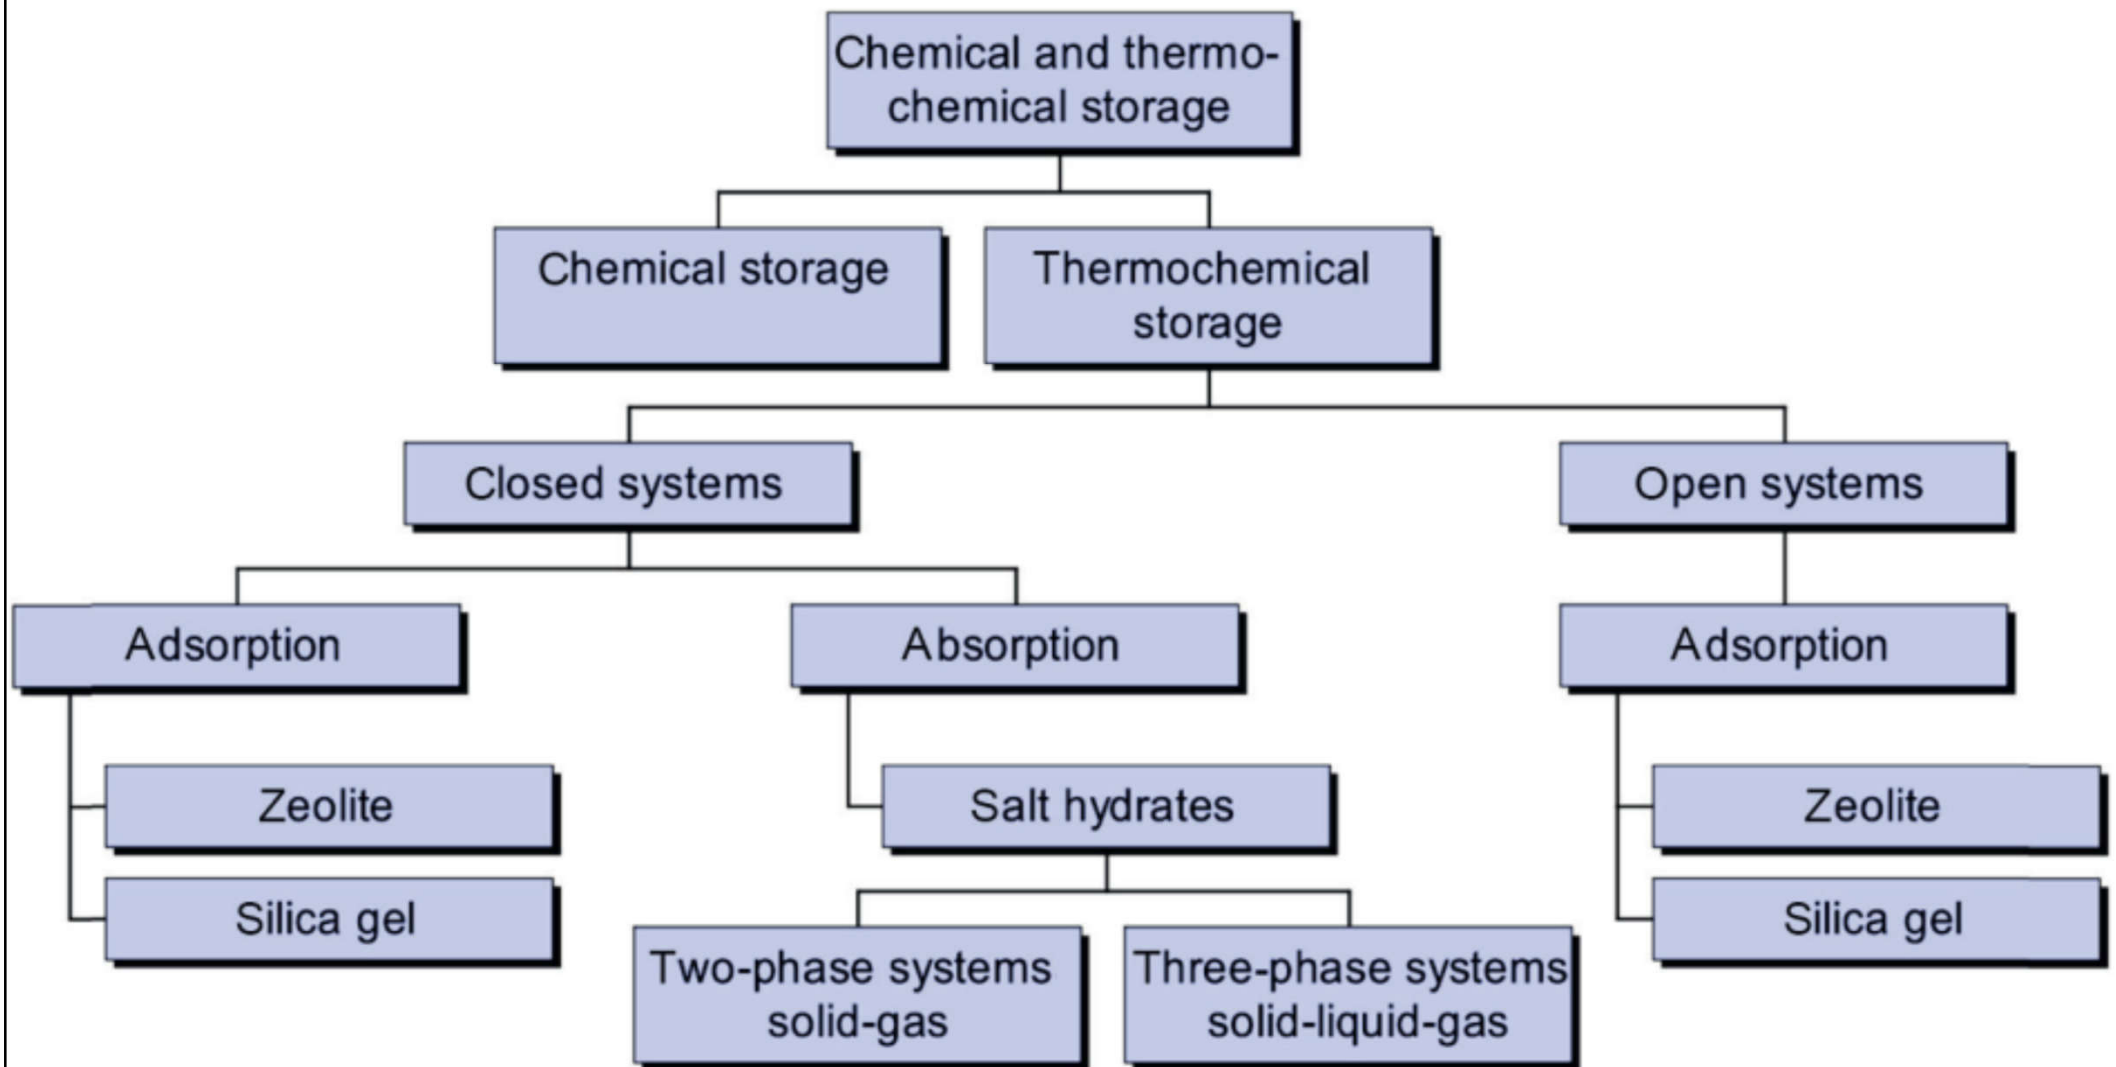 Chemical and thermo-
chemical storage
Chemical storage
Thermochemical
storage
Closed systems
Open systems
Adsorption
Absorption
Adsorption
Zeolite
Salt hydrates
Zeolite
Silica gel
Silica gel
Two-phase systems
solid-gas
Three-phase systems
solid-liquid-gas